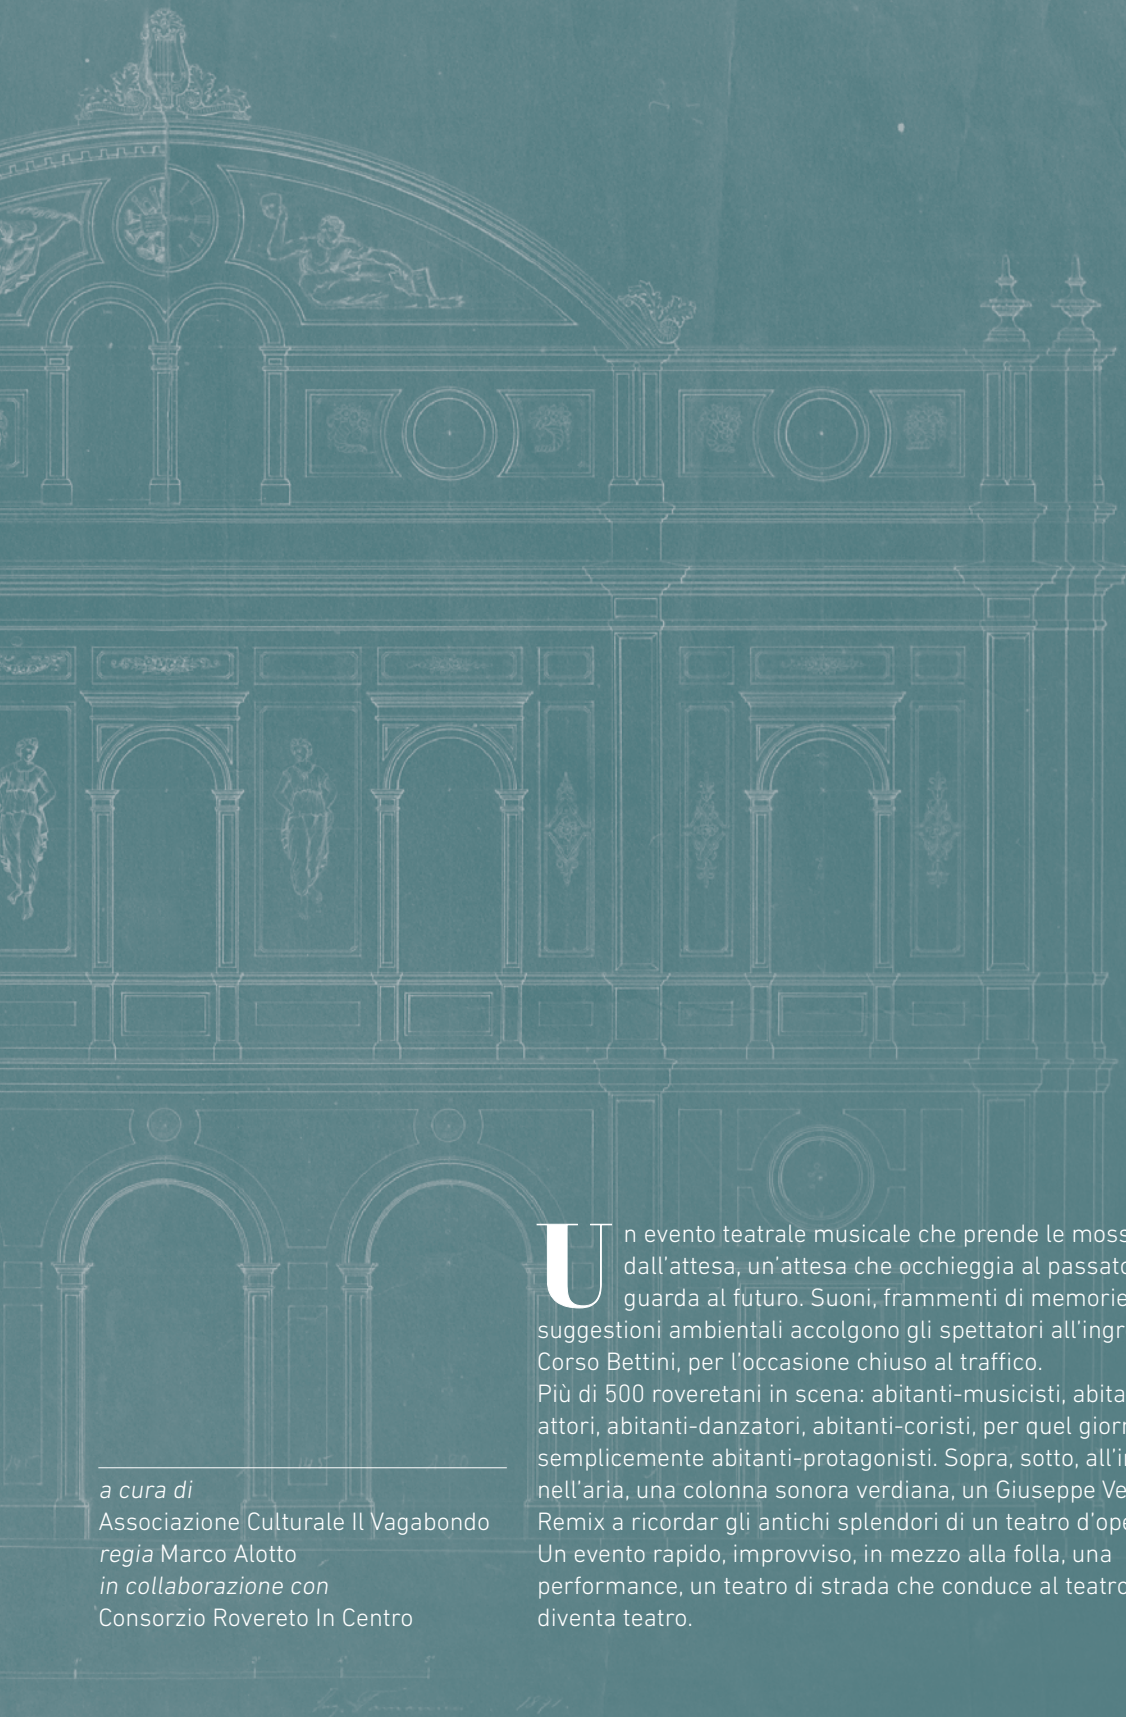 a cura di
Associazione Culturale Il Vagabondo
regia Marco Alotto
in collaborazione con
Consorzio Rovereto In Centro
Un evento teatrale musicale che prende le moss
dall'attesa, un'attesa che occhieggia al passato
guarda al futuro. Suoni, frammenti di memorie
suggestioni ambientali accolgono gli spettatori all'ingr
Corso Bettini, per l'occasione chiuso al traffico.
Più di 500 roveretani in scena: abitanti-musicisti, abita
attori, abitanti-danzatori, abitanti-coristi, per quel giorn
semplicemente abitanti-protagonisti. Sopra, sotto, all'in
nell'aria, una colonna sonora verdiana, un Giuseppe Ve
Remix a ricordar gli antichi splendori di un teatro d'ope
Un evento rapido, improvviso, in mezzo alla folla, una
performance, un teatro di strada che conduce al teatro
diventa teatro.